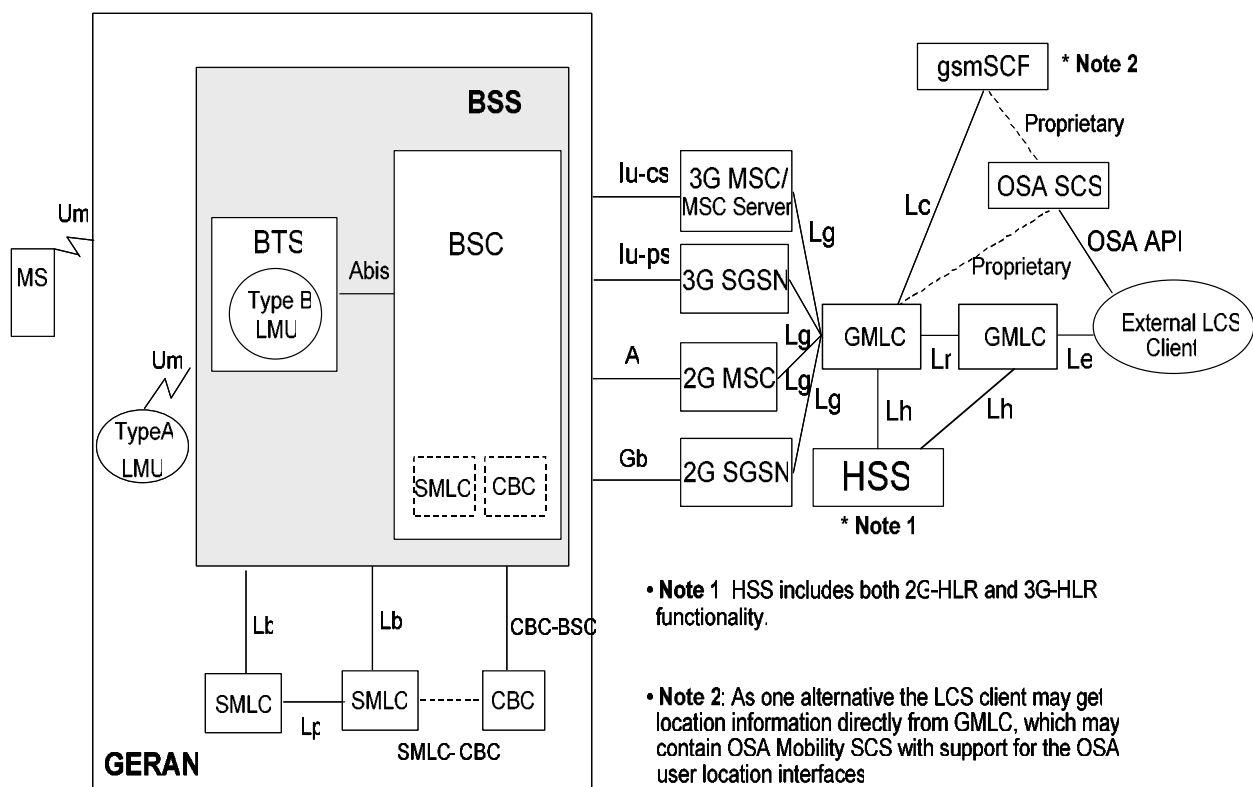 gsmSCF
* Note 2
BSS
Proprietary
Iu-cs
3G MSC/
MSC Server
OSA SCS
Lc
Um
BTS
BSC
Lg
OSA API
MS
Abis
Iu-ps
3G SGSN
Proprietary
Type B
LMU
GMLC
GMLC
External LCS
Client
Um
A
2G MSC
Lg
Lg
Lg
Lr
Le
Lh
Lh
TypeA
LMU
Gb
2G SGSN
HSS
SMLC
CBC
* Note 1
• Note 1 HSS includes both 2G-HLR and 3G-HLR
functionality.
Lb
Lb
CBC-BSC
SMLC
SMLC
CBC
Lp
SMLC-CBC
GERAN
• Note 2: As one alternative the LCS client may get
location information directly from GMLC, which may
contain OSA Mobility SCS with support for the OSA
user location interfaces